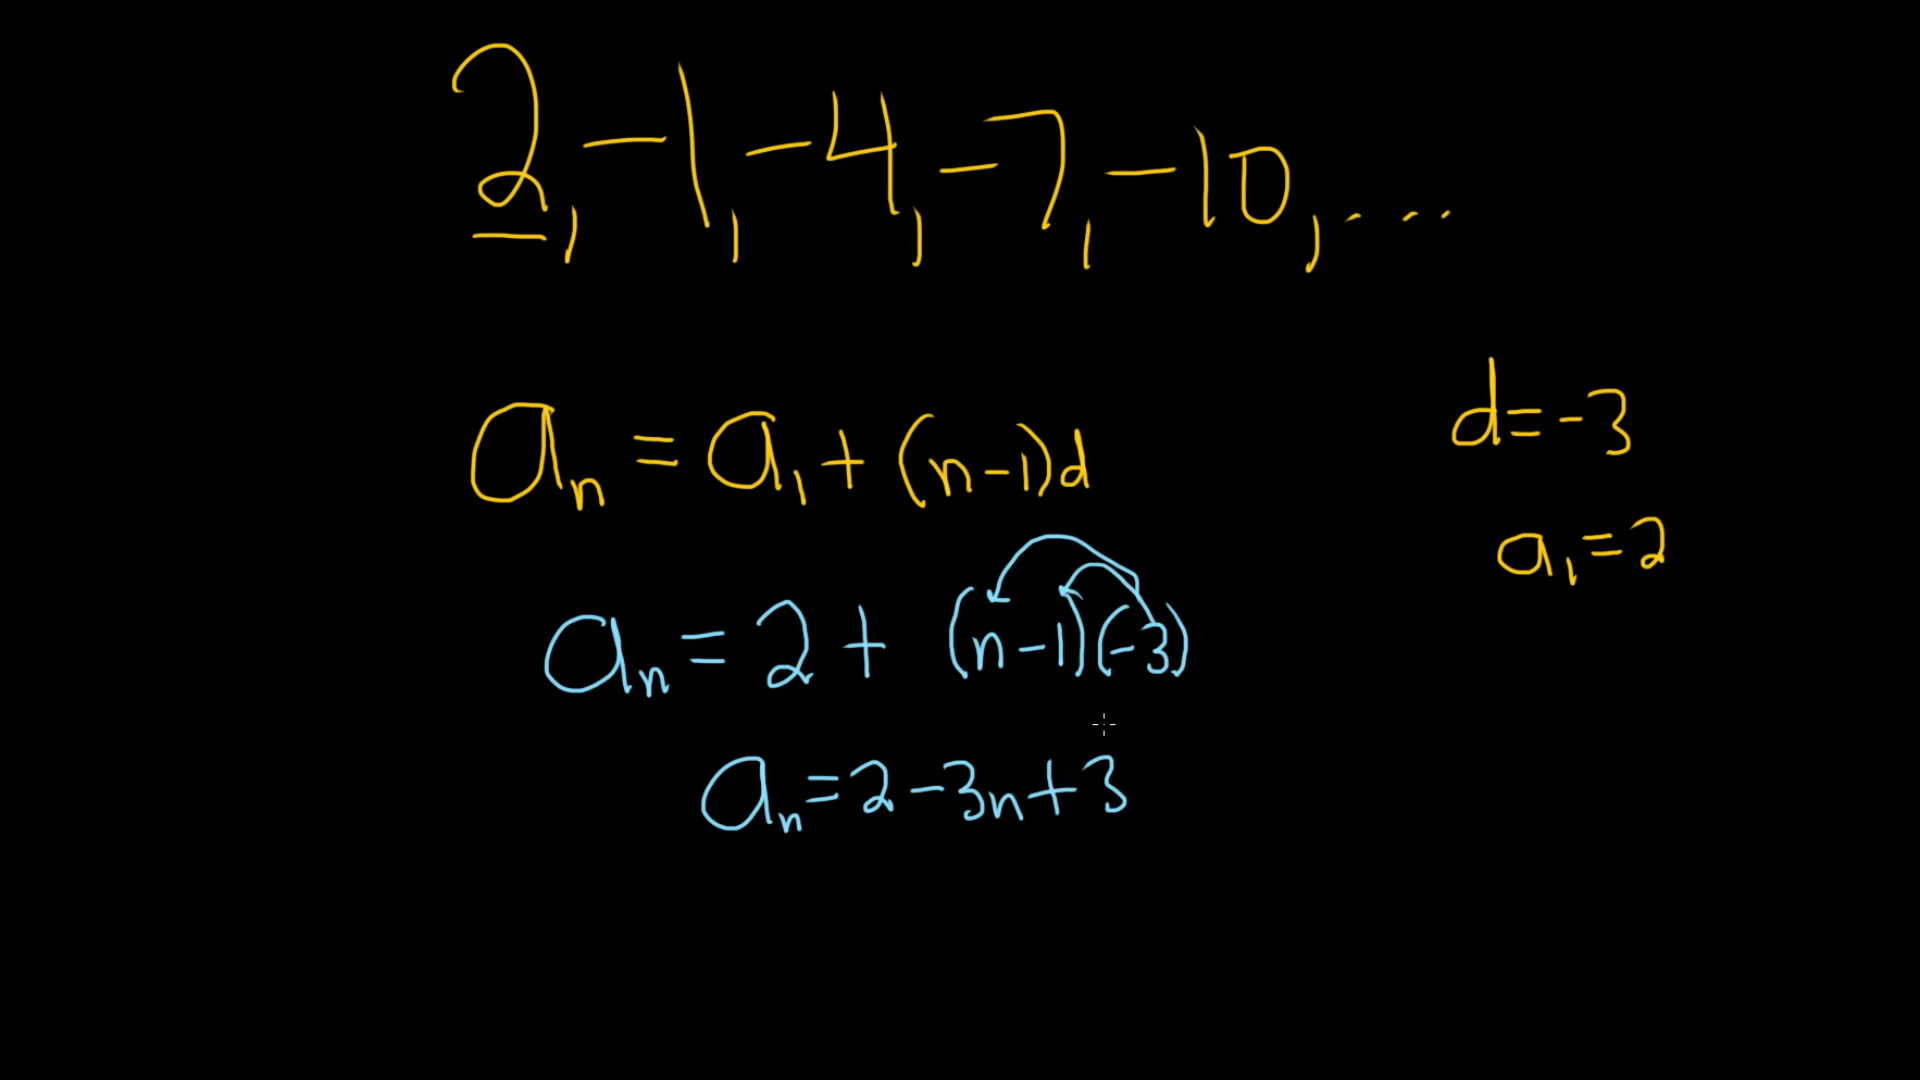 2, -1, -4, -7, -10, ...
aₙ = a₁ + (n-1)d
d = -3
a₁ = 2
aₙ = 2 + (n-1)(-3)
aₙ = 2 - 3n + 3